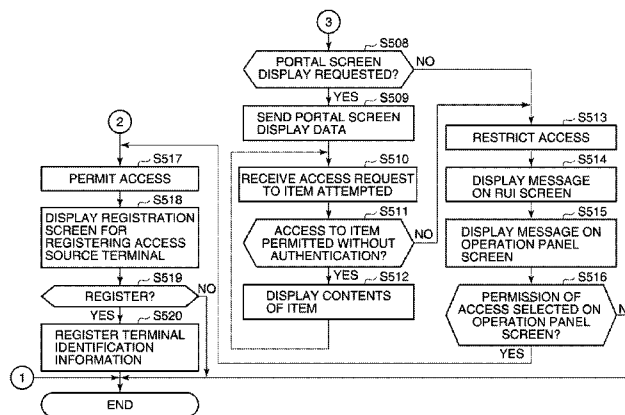 3
S508
PORTAL SCREEN
DISPLAY REQUESTED?
NO
YES
S509
SEND PORTAL SCREEN
DISPLAY DATA
S510
RECEIVE ACCESS REQUEST
TO ITEM ATTEMPTED
S511
ACCESS TO ITEM
PERMITTED WITHOUT
AUTHENTICATION?
NO
YES
S512
DISPLAY CONTENTS
OF ITEM
S513
RESTRICT ACCESS
S514
DISPLAY MESSAGE
ON RUI SCREEN
S515
DISPLAY MESSAGE ON
OPERATION PANEL
SCREEN
S516
PERMISSION OF
ACCESS SELECTED ON
OPERATION PANEL
SCREEN?
YES
2
S517
PERMIT ACCESS
S518
DISPLAY REGISTRATION
SCREEN FOR
REGISTERING ACCESS
SOURCE TERMINAL
S519
REGISTER?
NO
YES
S520
REGISTER TERMINAL
IDENTIFICATION
INFORMATION
1
END